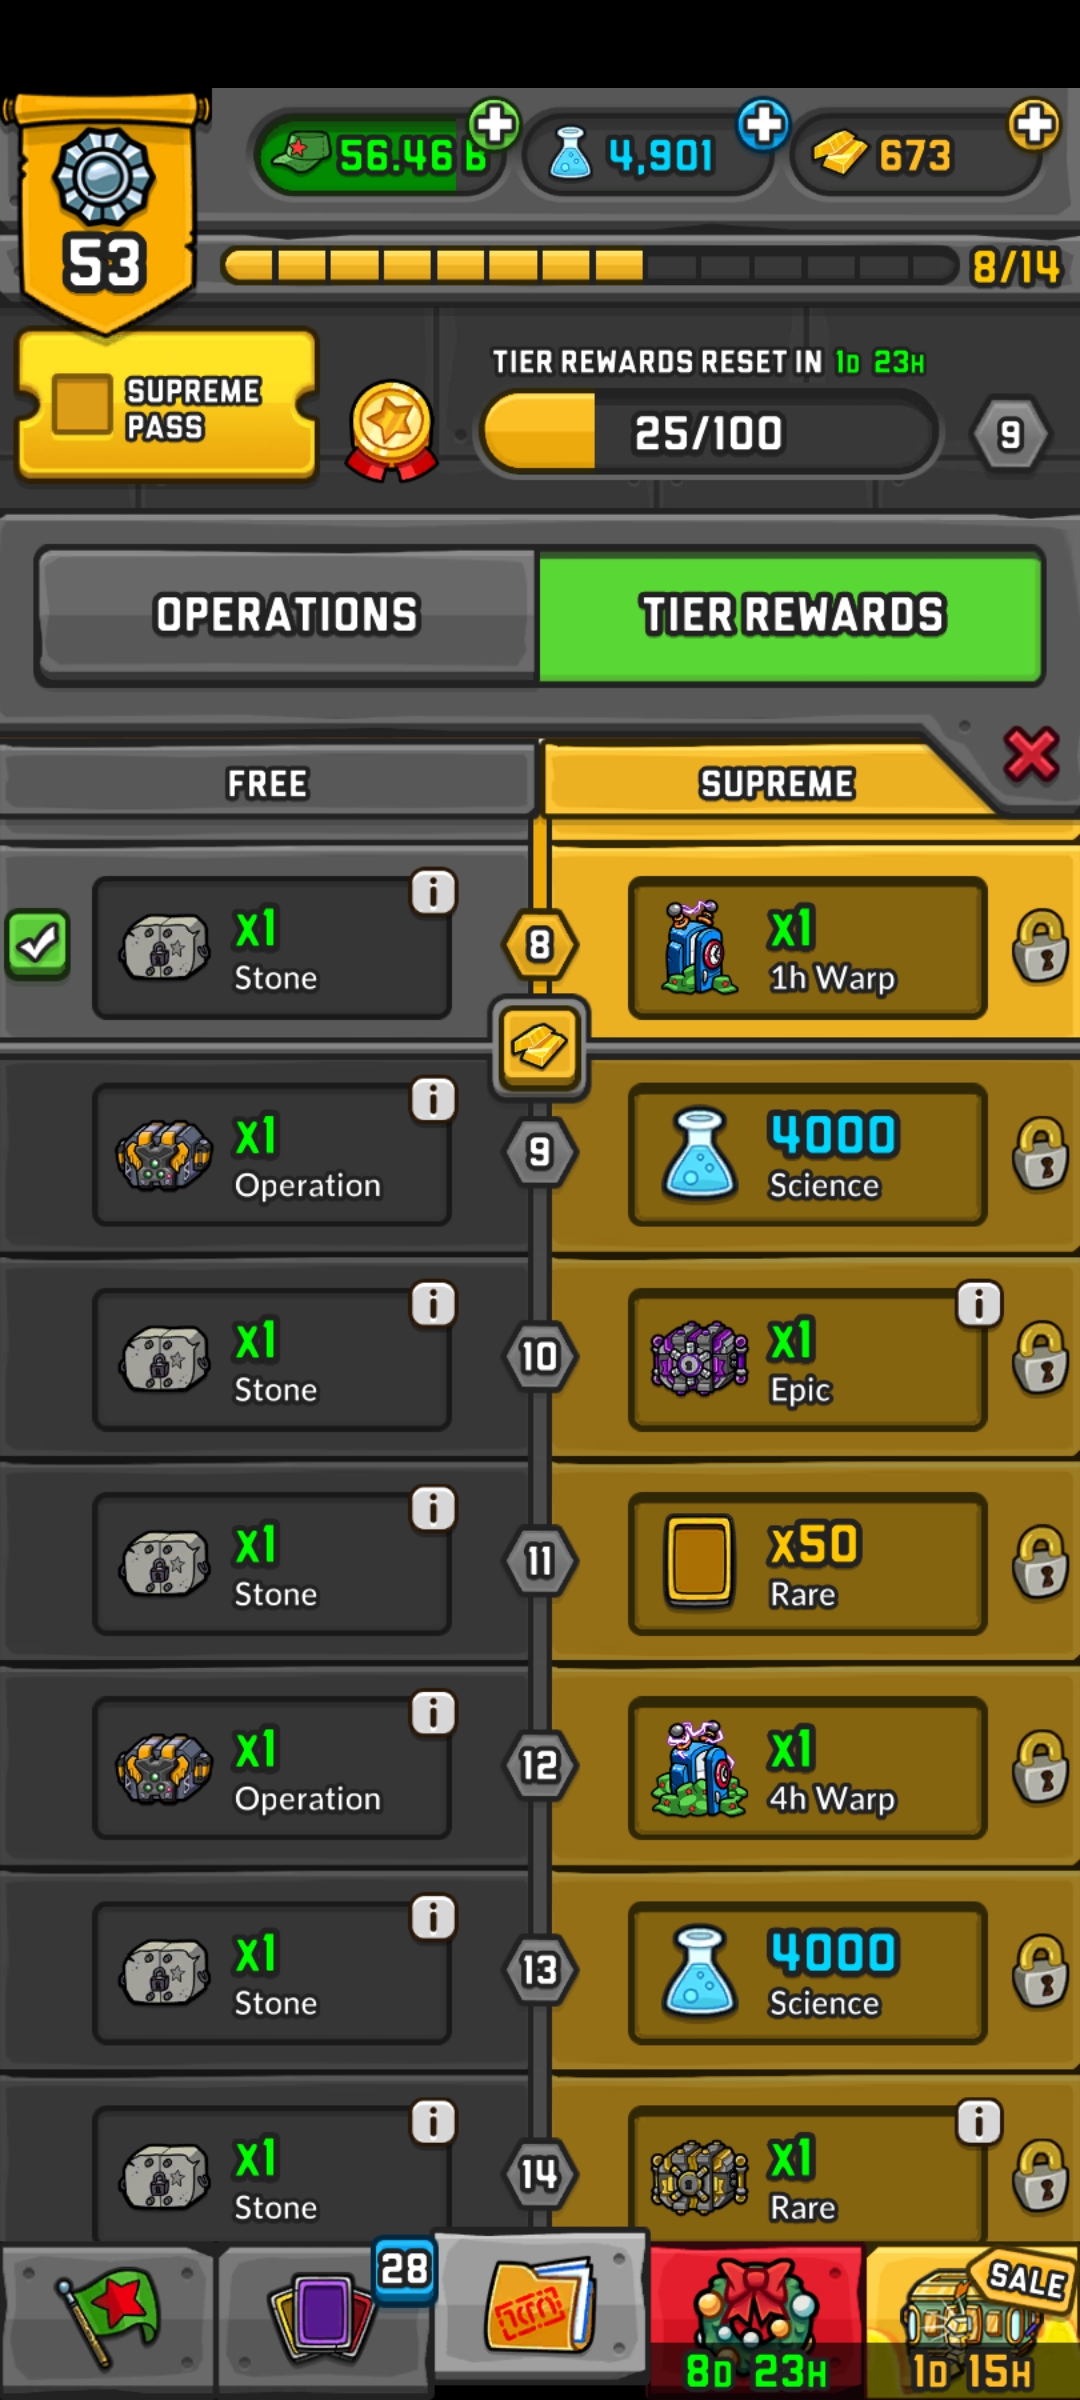 56.46 B
4,901
673
53
8/14
SUPREME
PASS
TIER REWARDS RESET IN 1D 23H
25/100
9
OPERATIONS
TIER REWARDS
FREE
SUPREME
X1
Stone
8
X1
1h Warp
X1
Operation
9
4000
Science
X1
Stone
10
X1
Epic
X1
Stone
11
X50
Rare
X1
Operation
12
X1
4h Warp
X1
Stone
13
4000
Science
X1
Stone
14
X1
Rare
28
8D 23H
SALE
1D 15H